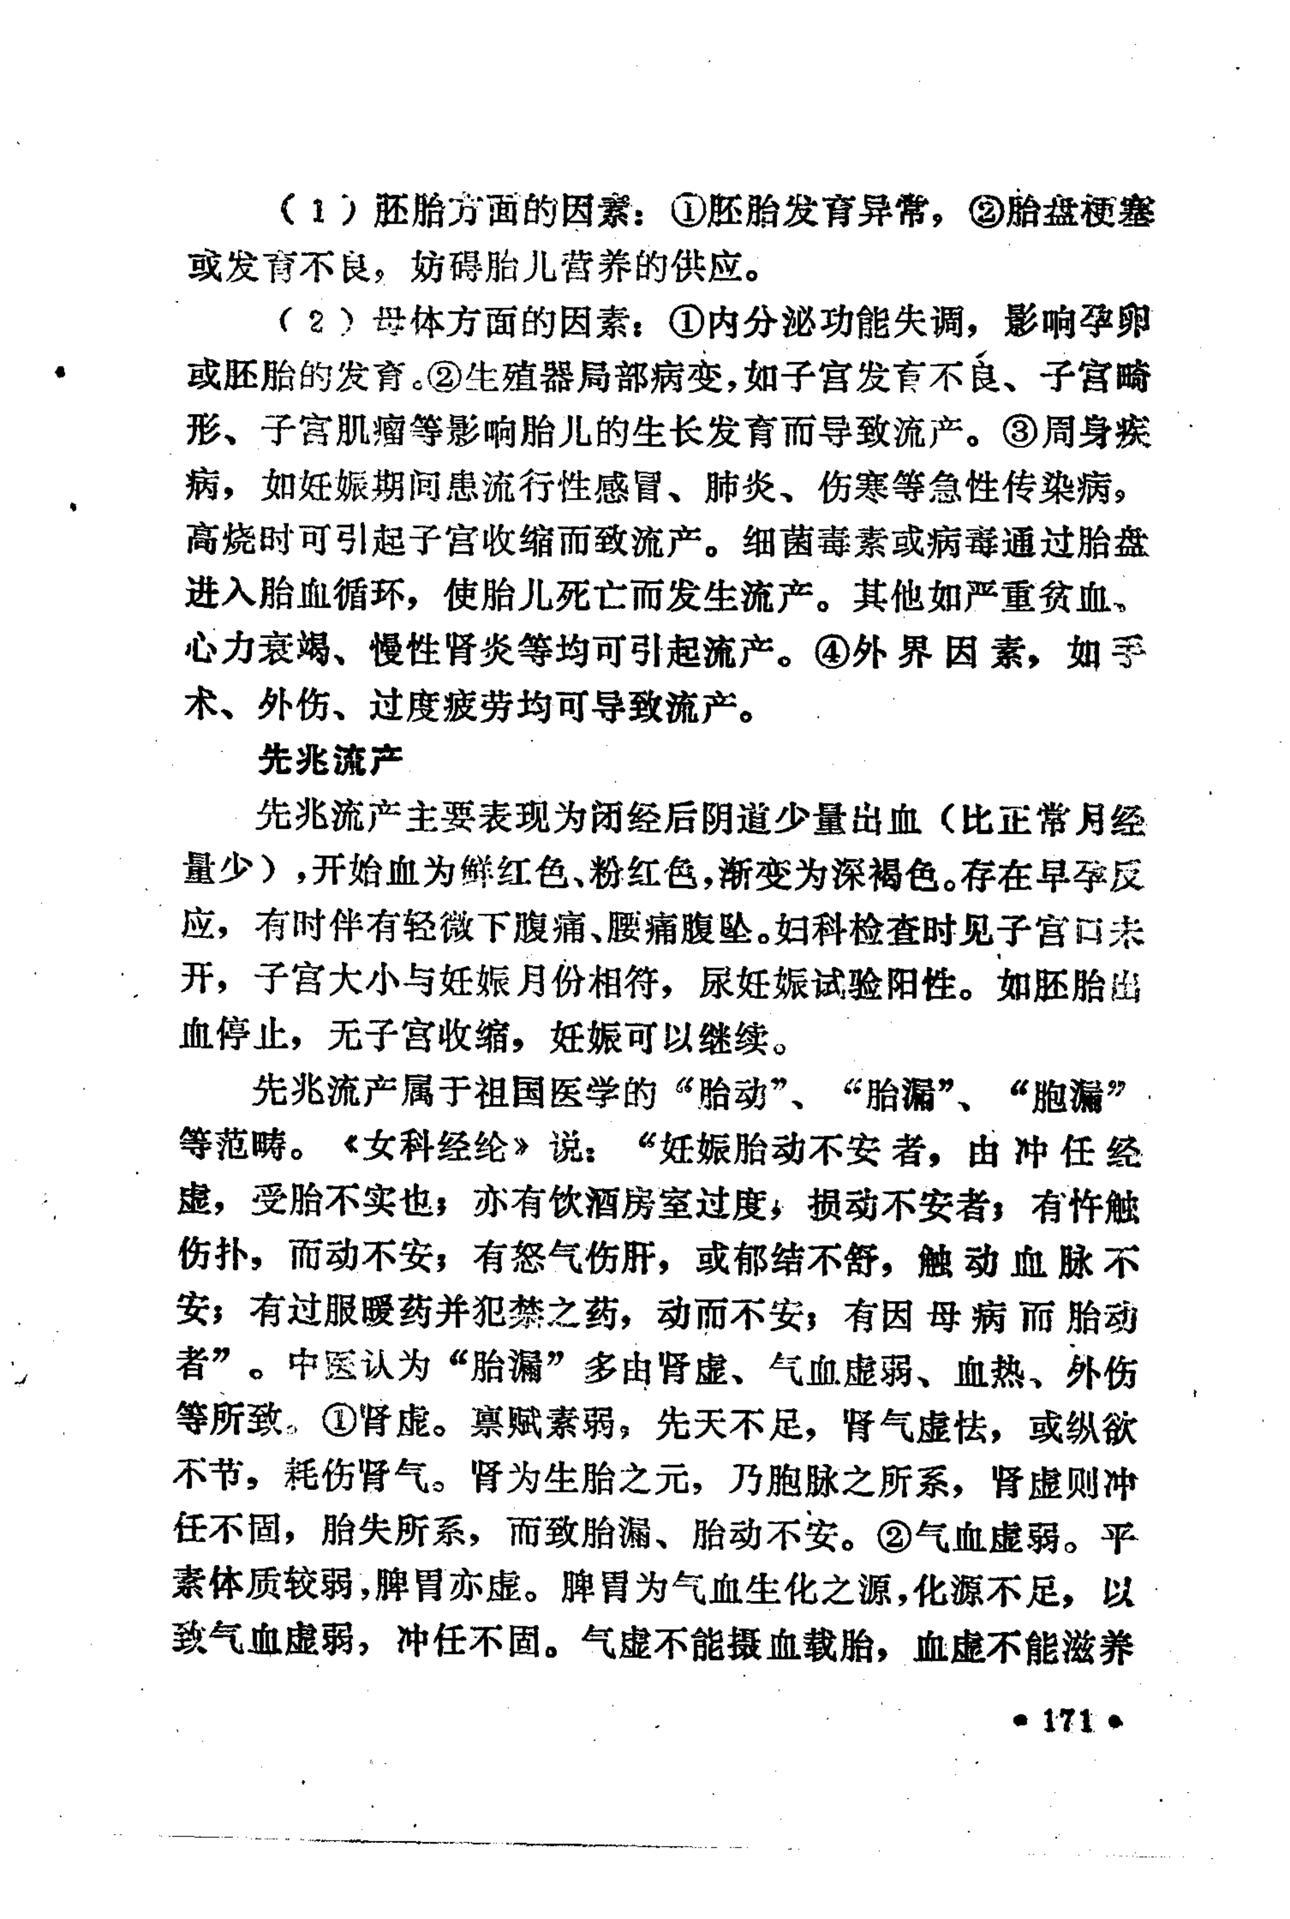 （1）胚胎方面的因素：①胚胎发育异常，②胎盘梗塞
或发育不良，妨碍胎儿营养的供应。
（2）母体方面的因素：①内分泌功能失调，影响孕卵
或胚胎的发育。②生殖器局部病变，如子宫发育不良、子宫畸
形、子宫肌瘤等影响胎儿的生长发育而导致流产。③周身疾
病，如妊娠期间患流行性感冒、肺炎、伤寒等急性传染病，
高烧时可引起子宫收缩而致流产。细菌毒素或病毒通过胎盘
进入胎血循环，使胎儿死亡而发生流产。其他如严重贫血、
心力衰竭、慢性肾炎等均可引起流产。④外界因素，如手
术、外伤、过度疲劳均可导致流产。
先兆流产
先兆流产主要表现为闭经后阴道少量出血（比正常月经
量少），开始血为鲜红色、粉红色，渐变为深褐色。存在早孕反
应，有时伴有轻微下腹痛、腰痛腹坠。妇科检查时见子宫口未
开，子宫大小与妊娠月份相符，尿妊娠试验阳性。如胚胎出
血停止，无子宫收缩，妊娠可以继续。
先兆流产属于祖国医学的“胎动”、“胎漏”、“胞漏”
等范畴。《女科经纶》说：“妊娠胎动不安者，由冲任经
虚，受胎不实也；亦有饮酒房室过度，损动不安者；有忤触
伤扑，而动不安；有怒气伤肝，或郁结不舒，触动血脉不
安；有过服暖药并犯禁之药，动而不安；有因母病而胎动
者”。中医认为“胎漏”多由肾虚、气血虚弱、血热、外伤
等所致。①肾虚。禀赋素弱，先天不足，肾气虚怯，或纵欲
不节，耗伤肾气。肾为生胎之元，乃胞脉之所系，肾虚则冲
任不固，胎失所系，而致胎漏、胎动不安。②气血虚弱。平
素体质较弱，脾胃亦虚。脾胃为气血生化之源，化源不足，以
致气血虚弱，冲任不固。气虚不能摄血载胎，血虚不能滋养
•171•